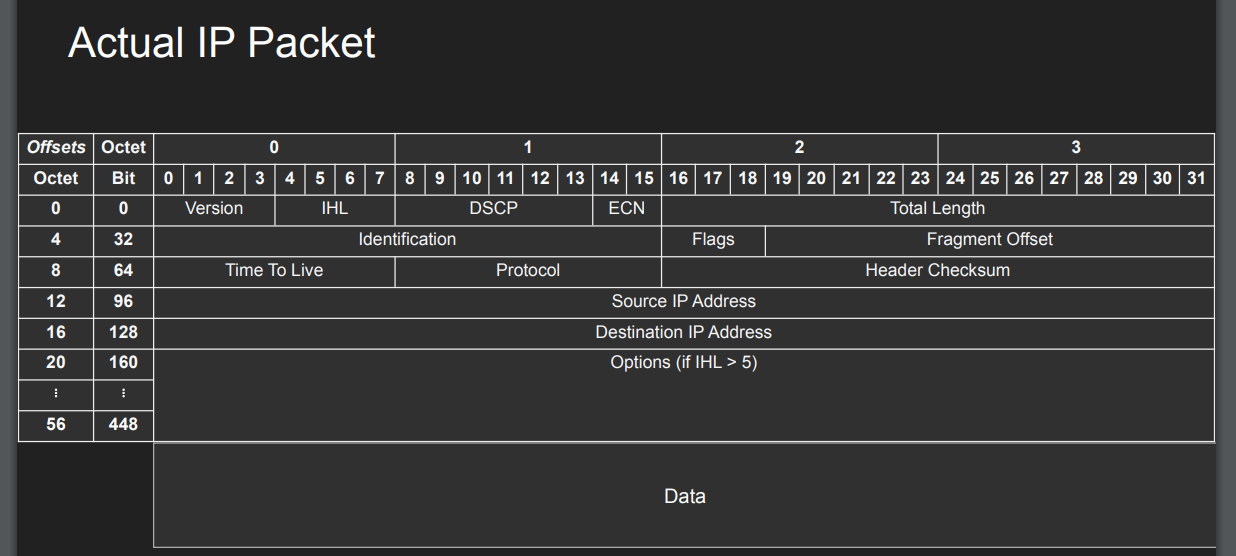 Actual IP Packet
Offsets Octet 0 1 2 3
Octet Bit 0 1 2 3 4 5 6 7 8 9 10 11 12 13 14 15 16 17 18 19 20 21 22 23 24 25 26 27 28 29 30 31
0 0 Version IHL DSCP ECN Total Length
4 32 Identification Flags Fragment Offset
8 64 Time To Live Protocol Header Checksum
12 96 Source IP Address
16 128 Destination IP Address
20 160 Options (if IHL > 5)
⋮ ⋮
56 448
Data